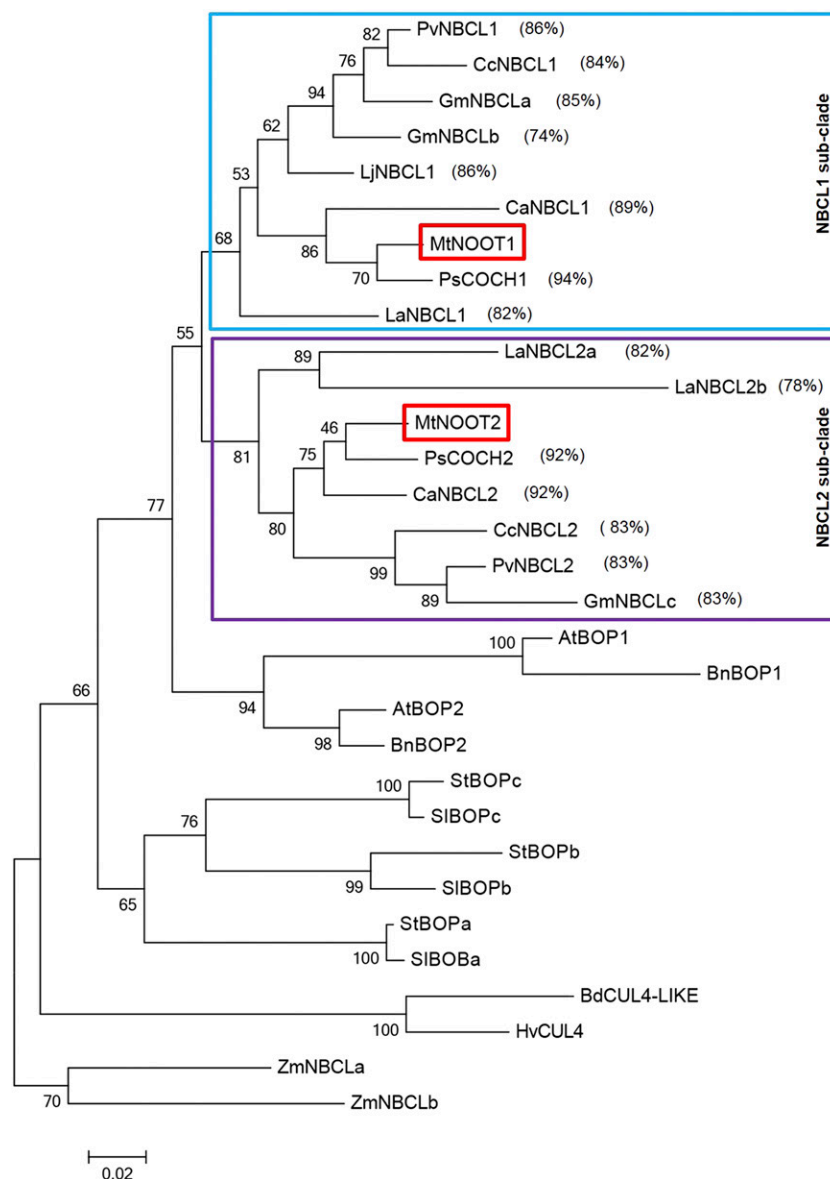 82
PvNBCL1 (86%)
76
CcNBCL1 (84%)
94
GmNBCLa (85%)
62
GmNBCLb (74%)
53
LjNBCL1 (86%)
CaNBCL1 (89%)
68
86
MtNOOT1
70
PsCOCH1 (94%)
LaNBCL1 (82%)
NBCL1 sub-clade
55
89
LaNBCL2a (82%)
LaNBCL2b (78%)
46
MtNOOT2
81
75
PsCOCH2 (92%)
CaNBCL2 (92%)
77
80
CcNBCL2 ( 83%)
99
PvNBCL2 (83%)
89
GmNBCLc (83%)
NBCL2 sub-clade
100
AtBOP1
BnBOP1
66
94
AtBOP2
98
BnBOP2
100
StBOPc
SlBOPc
76
StBOPb
99
SlBOPb
65
StBOPa
100
SlBOBa
BdCUL4-LIKE
100
HvCUL4
ZmNBCLa
70
ZmNBCLb
0.02